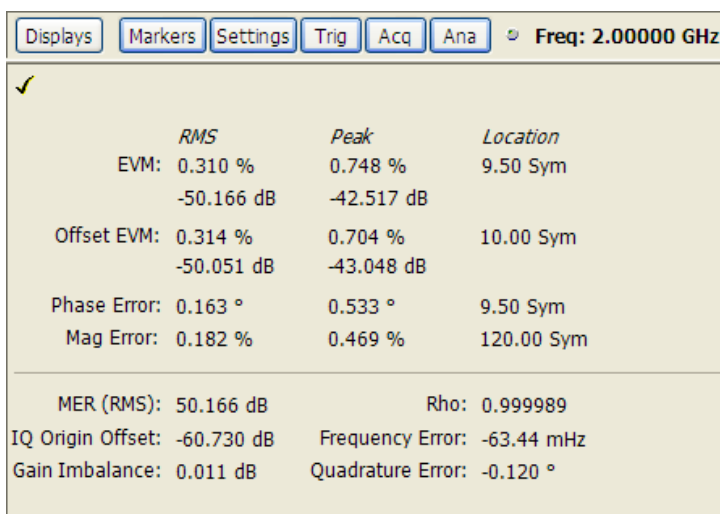 Displays Markers Settings Trig Acq Ana Freq: 2.00000 GHz
RMS Peak Location
EVM: 0.310 % 0.748 % 9.50 Sym
-50.166 dB -42.517 dB
Offset EVM: 0.314 % 0.704 % 10.00 Sym
-50.051 dB -43.048 dB
Phase Error: 0.163 ° 0.533 ° 9.50 Sym
Mag Error: 0.182 % 0.469 % 120.00 Sym
MER (RMS): 50.166 dB Rho: 0.999989
IQ Origin Offset: -60.730 dB Frequency Error: -63.44 mHz
Gain Imbalance: 0.011 dB Quadrature Error: -0.120 °